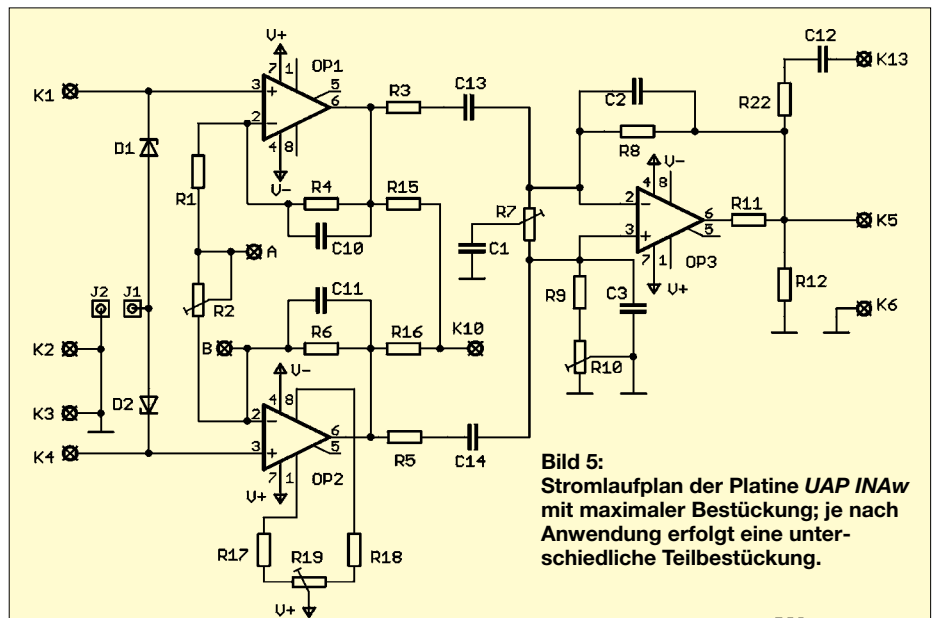 V+
7 1 OP1
C12
K13
K1
3 +
5
6
R3
C13
C2
R22
2 −
D1
4 8
V-
R8
R1
R4
R15
V-
4 8
2 −
6
R11
K5
R7
3 +
5
A
C10
C1
7 1 OP3
J2 J1
R2
C11
R9
C3
V+
R12
K6
B
R6
R16
K10
K2
V-
R10
4 8
K3
D2
2 −
6
K4
3 +
5
R5
C14
7 1 OP2
V+
R17
R19
R18
V+
Bild 5:
Stromlaufplan der Platine UAP INAw
mit maximaler Bestückung; je nach
Anwendung erfolgt eine unter-
schiedliche Teilbestückung.